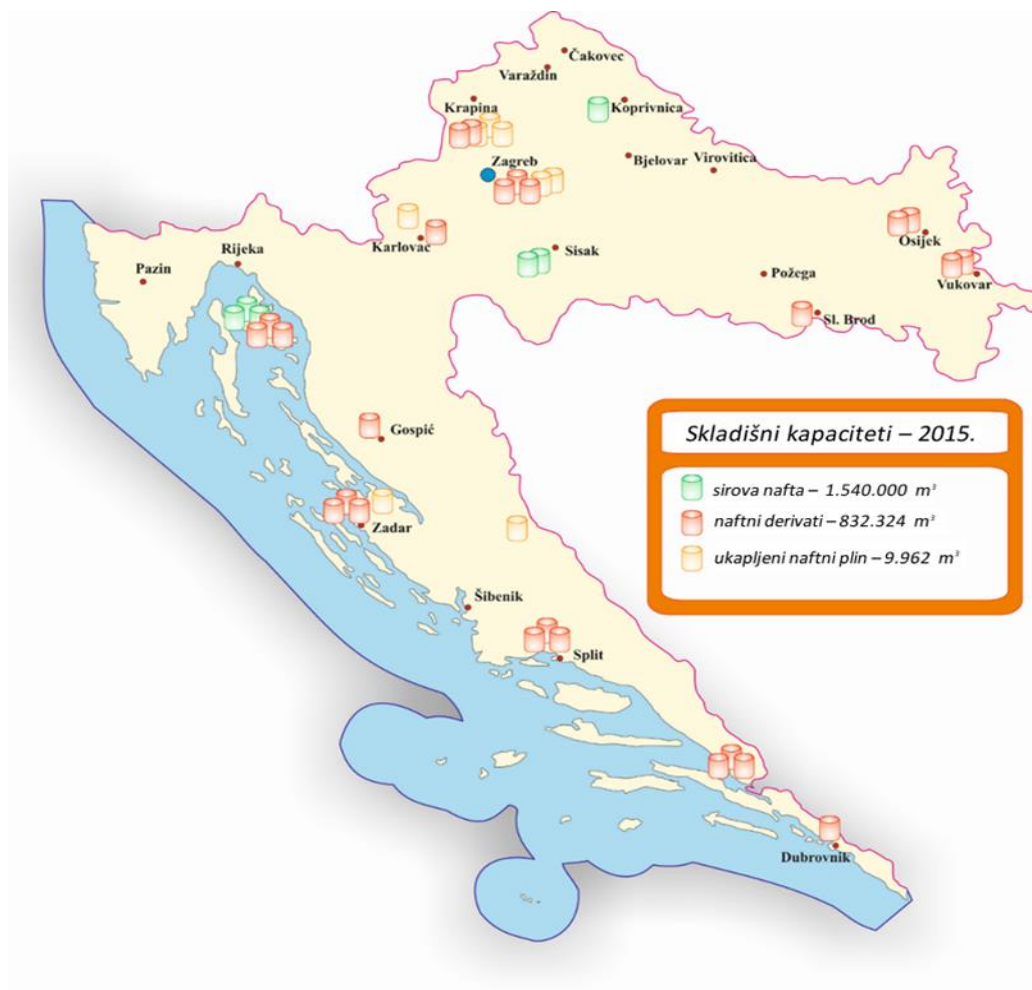 Čakovec
Varaždin
Krapina
Koprivnica
Zagreb
Bjelovar
Virovitica
Karlovac
Sisak
Osijek
Rijeka
Pazin
Požega
Vukovar
Sl. Brod
Gospić
Zadar
Šibenik
Split
Dubrovnik
Skladišni kapaciteti – 2015.
sirova nafta – 1.540.000 m³
naftni derivati – 832.324 m³
ukapljeni naftni plin – 9.962 m³